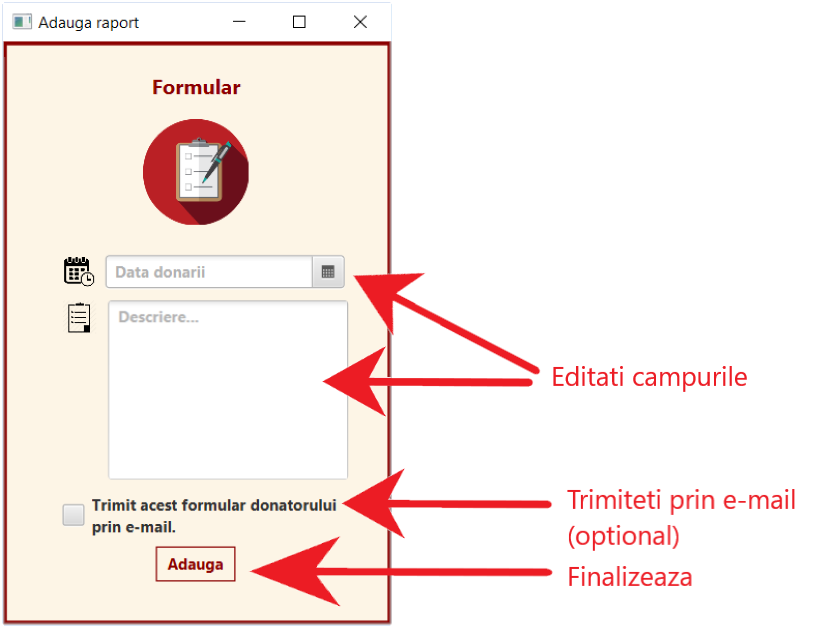 Adauga raport
Formular
Data donarii
Descriere...
Editati campurile
Trimit acest formular donatorului
prin e-mail.
Trimiteti prin e-mail
(optional)
Adauga
Finalizeaza